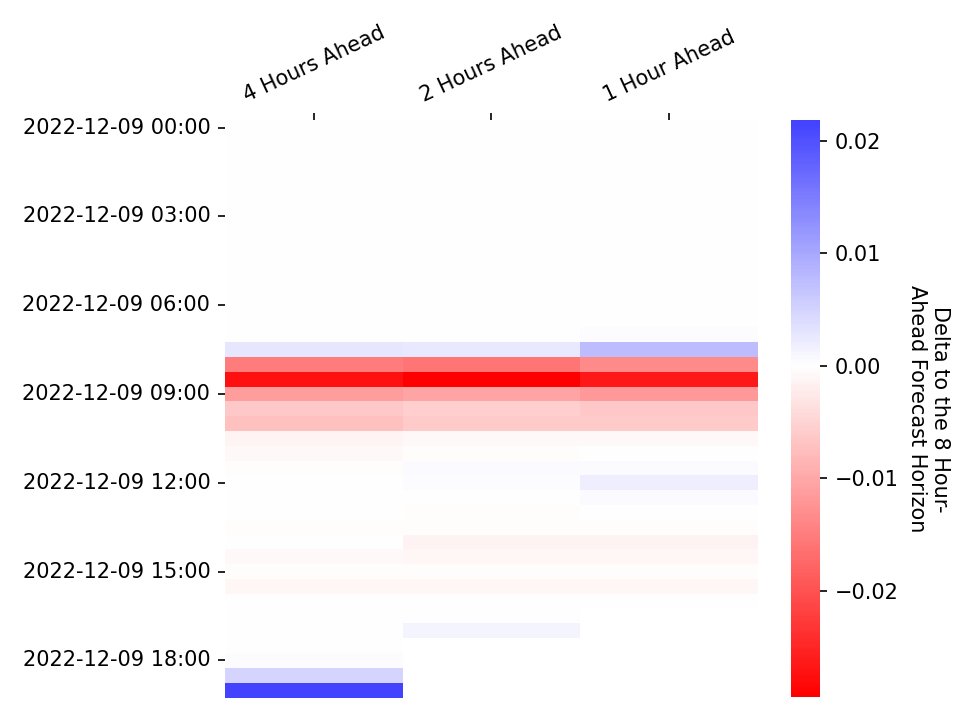 4 Hours Ahead
2 Hours Ahead
1 Hour Ahead
2022-12-09 00:00
2022-12-09 03:00
2022-12-09 06:00
2022-12-09 09:00
2022-12-09 12:00
2022-12-09 15:00
2022-12-09 18:00
0.02
0.01
0.00
−0.01
−0.02
Delta to the 8 Hour-
Ahead Forecast Horizon